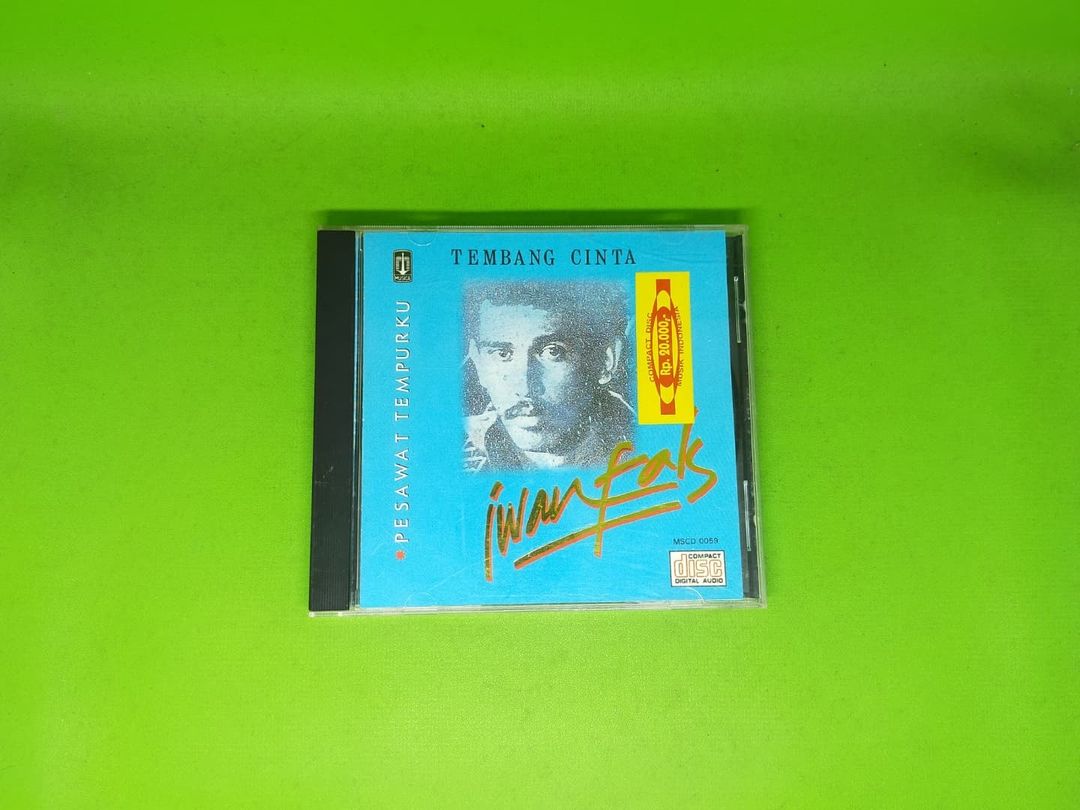 TEMBANG CINTA
MUSICA
* PESAWAT TEMPURKU
COMPACT DISC
Rp. 20.000,-
MUSIK INDONESIA
iwan fals
MSCD 0059
COMPACT
disc
DIGITAL AUDIO